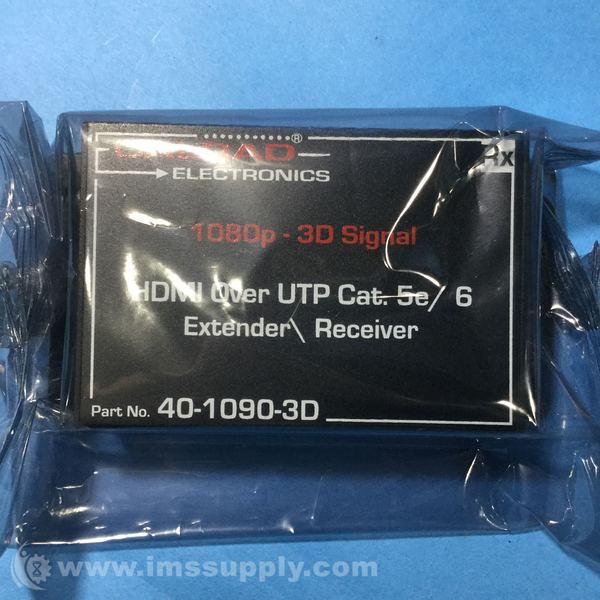 ELECTRONICS
Rx
1080p - 3D Signal
HDMI Over UTP Cat. 5e/ 6
Extender\ Receiver
Part No. 40-1090-3D
www.imssupply.com